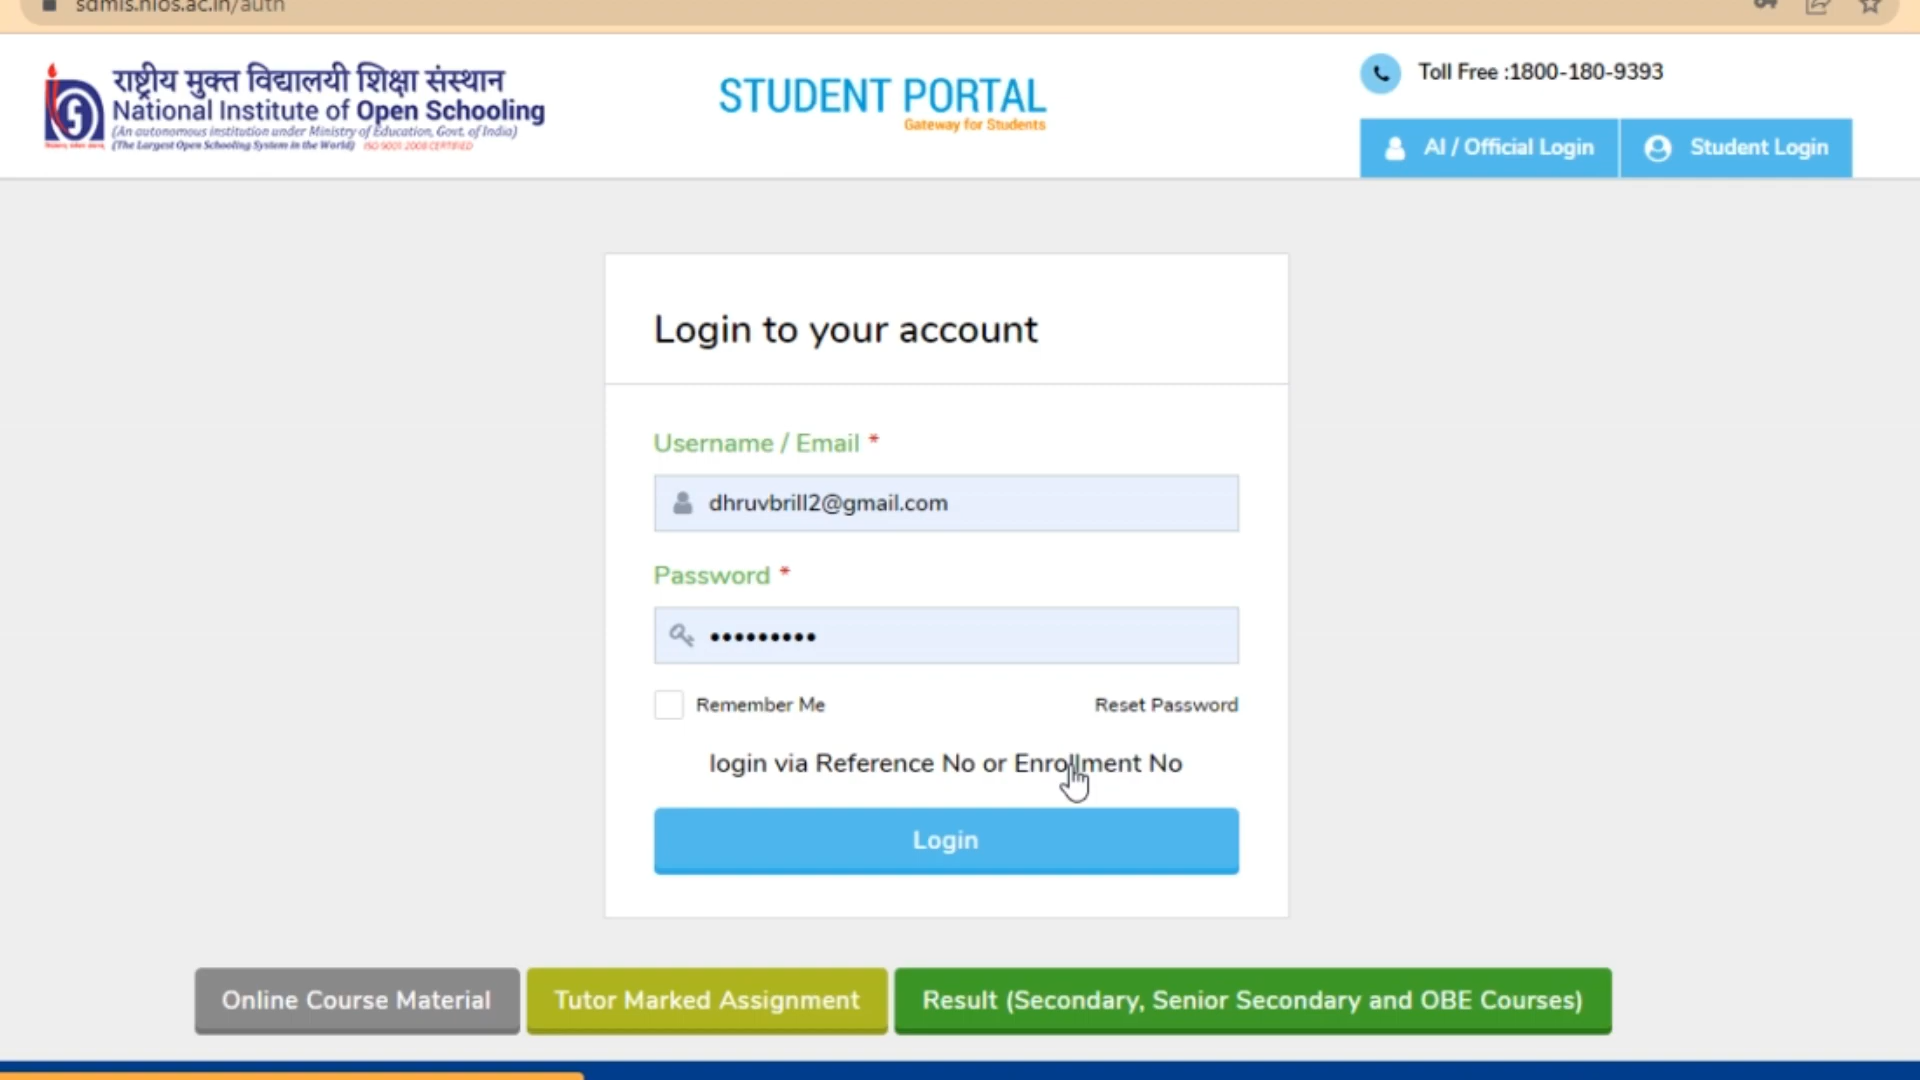 sdmis.nios.ac.in/auth
राष्ट्रीय मुक्त विद्यालयी शिक्षा संस्थान
National Institute of Open Schooling
(An autonomous institution under Ministry of Education, Govt. of India)
(The Largest Open Schooling System in the World) ISO 9001:2008 CERTIFIED
STUDENT PORTAL
Gateway for Students
Toll Free :1800-180-9393
AI / Official Login
Student Login
Login to your account
Username / Email *
dhruvbrill2@gmail.com
Password *
•••••••••
Remember Me
Reset Password
login via Reference No or Enrollment No
Login
Online Course Material
Tutor Marked Assignment
Result (Secondary, Senior Secondary and OBE Courses)